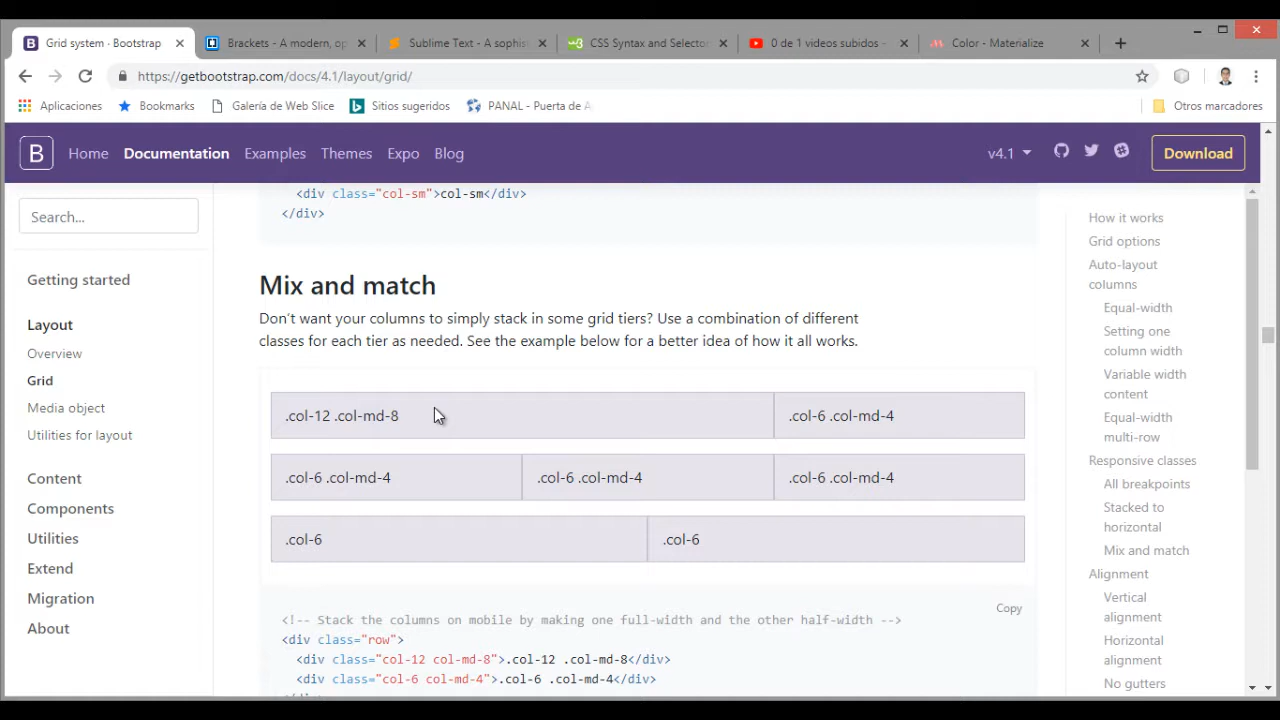 Grid system · Bootstrap
Brackets - A modern, op
Sublime Text - A sophis
CSS Syntax and Selector
0 de 1 videos subidos -
Color - Materialize
https://getbootstrap.com/docs/4.1/layout/grid/
Aplicaciones
Bookmarks
Galería de Web Slice
Sitios sugeridos
PANAL - Puerta de A
Otros marcadores
B
Home
Documentation
Examples
Themes
Expo
Blog
v4.1
Download
Search...
Getting started
Layout
Overview
Grid
Media object
Utilities for layout
Content
Components
Utilities
Extend
Migration
About
<div class="col-sm">col-sm</div>
</div>
Mix and match
Don't want your columns to simply stack in some grid tiers? Use a combination of different
classes for each tier as needed. See the example below for a better idea of how it all works.
.col-12 .col-md-8
.col-6 .col-md-4
.col-6 .col-md-4
.col-6 .col-md-4
.col-6 .col-md-4
.col-6
.col-6
Copy
<!-- Stack the columns on mobile by making one full-width and the other half-width -->
<div class="row">
<div class="col-12 col-md-8">.col-12 .col-md-8</div>
<div class="col-6 col-md-4">.col-6 .col-md-4</div>
How it works
Grid options
Auto-layout
columns
Equal-width
Setting one
column width
Variable width
content
Equal-width
multi-row
Responsive classes
All breakpoints
Stacked to
horizontal
Mix and match
Alignment
Vertical
alignment
Horizontal
alignment
No gutters